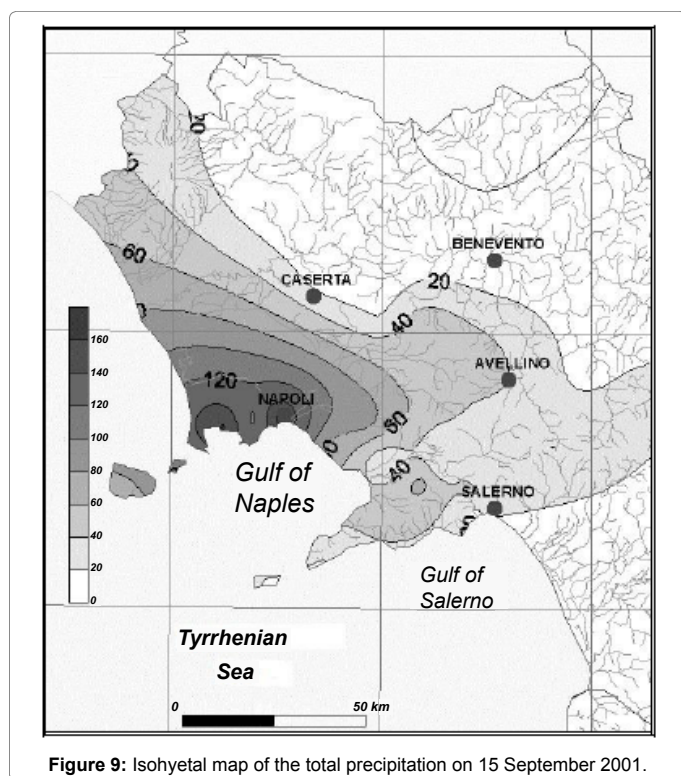 20
60
BENEVENTO
CASERTA
20
40
160
140
120
100
80
60
40
20
0
AVELLINO
120
NAPOLI
60
40
SALERNO
Gulf of
Naples
Gulf of
Salerno
Tyrrhenian
Sea
0
50 km
Figure 9: Isohyetal map of the total precipitation on 15 September 2001.